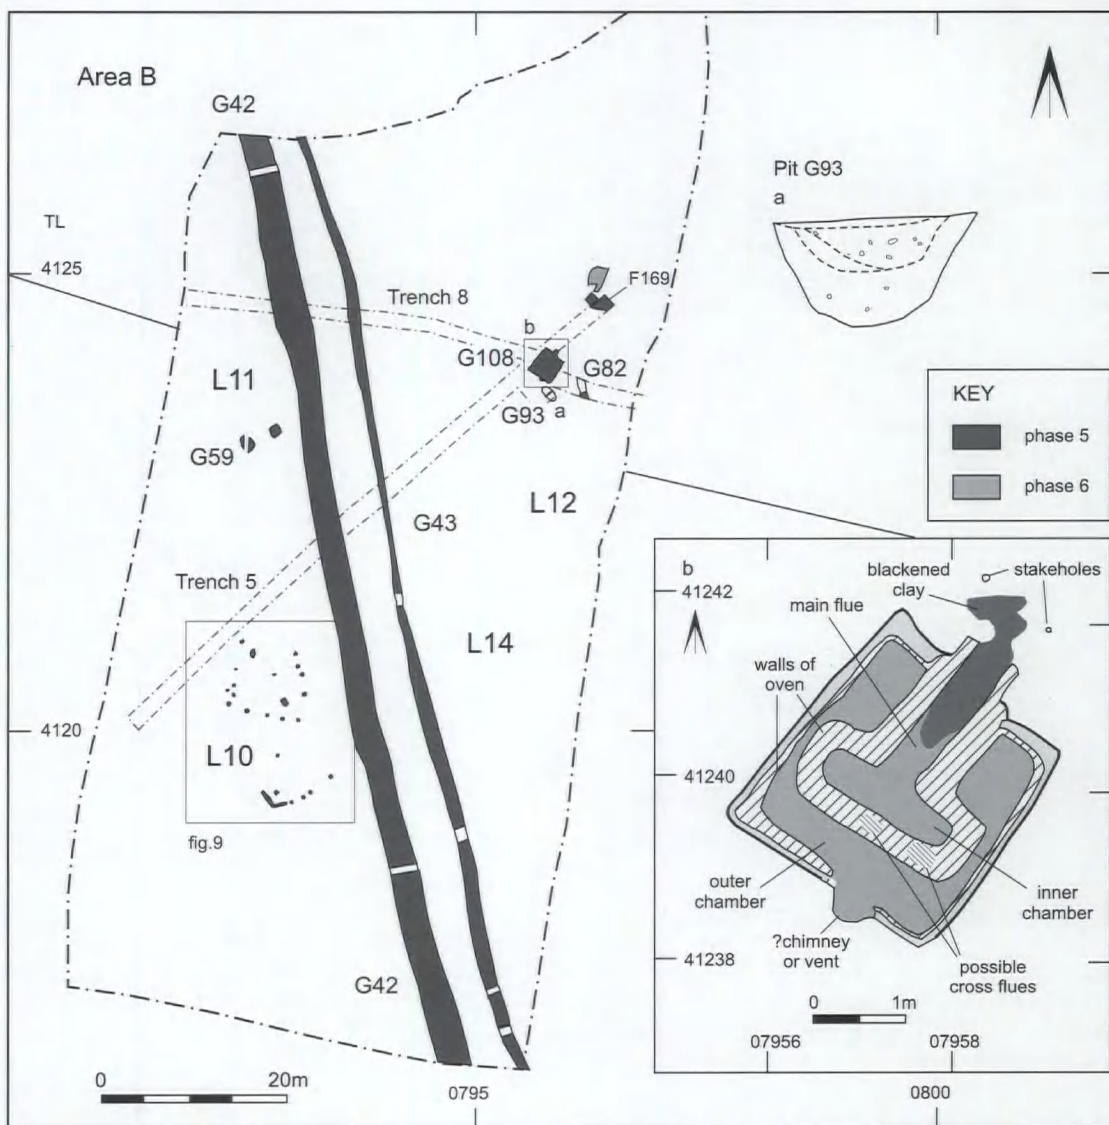 Area B
G42
Pit G93
a
TL
4125
Trench 8
F169
b
G108
G82
L11
G93
a
KEY
phase 5
phase 6
G59
L12
G43
Trench 5
L14
4120
L10
fig.9
G42
0
20m
0795
0800
b
41242
blackened
clay
stakeholes
main flue
walls of
oven
41240
outer
chamber
inner
chamber
41238
?chimney
or vent
possible
cross flues
0
1m
07956
07958